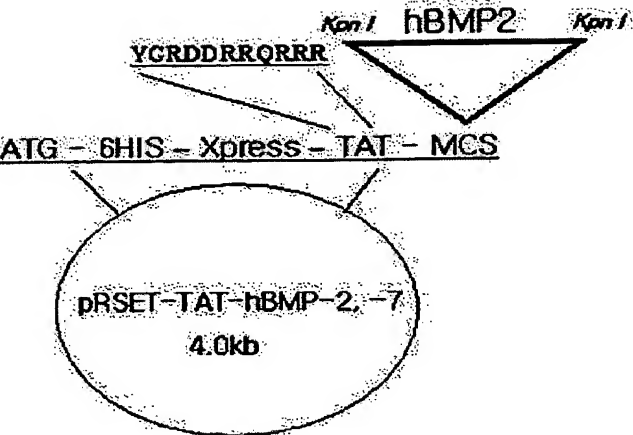 Kpn I hBMP2 Kpn I
YGRDDRRQRRR
ATG - 6HIS - Xpress - TAT - MCS
pRSET-TAT-hBMP-2, -7
4.0kb